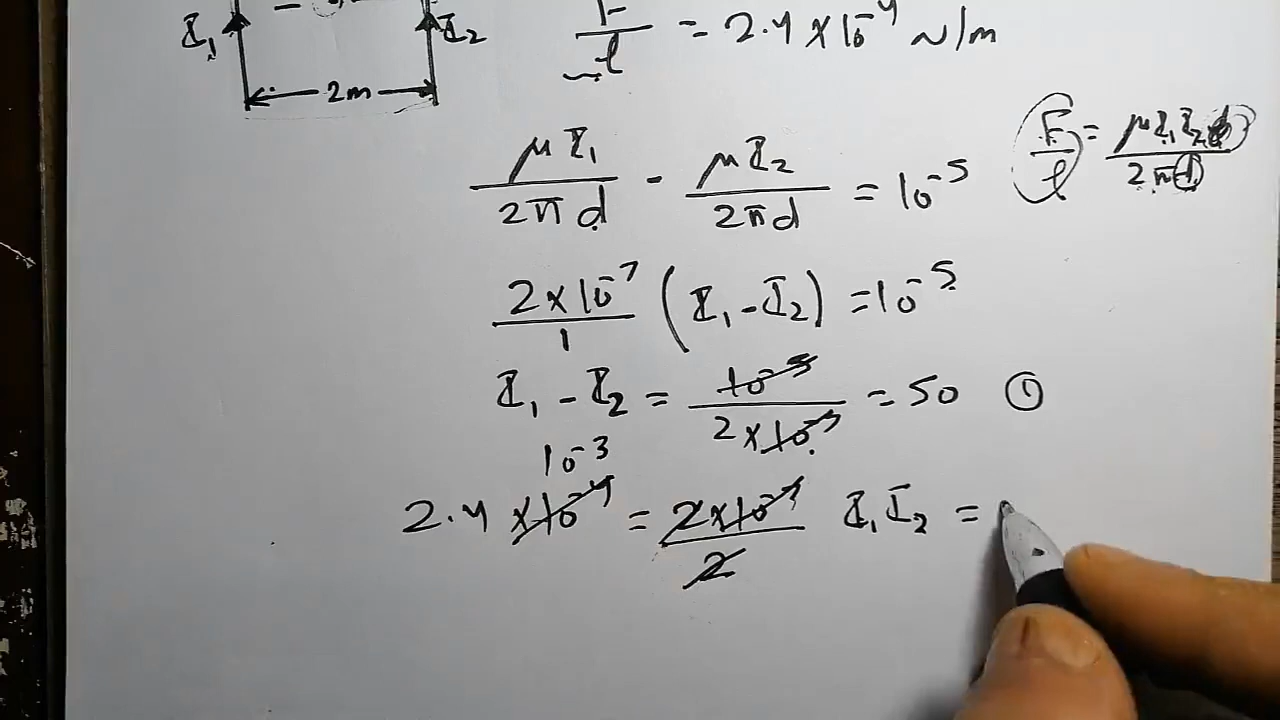 I₁ I₂ F/l = 2.4 × 10⁻⁴ N/m
2m
μI₁/2πd - μI₂/2πd = 10⁻⁵
F/l = μI₁I₂/2πd
2×10⁻⁷/1 (I₁ - I₂) = 10⁻⁵
I₁ - I₂ = 10⁻⁵/2×10⁻⁷ = 50 ①
10⁻³
2.4 × 10⁻⁴ = 2×10⁻⁷/2 I₁I₂ =